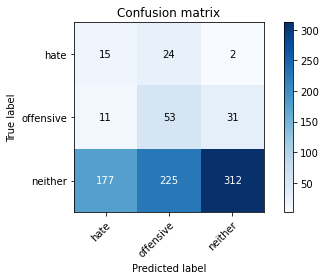 Confusion matrix
True label
hate
15 24 2
offensive
11 53 31
neither
177 225 312
hate
offensive
neither
Predicted label
300
250
200
150
100
50